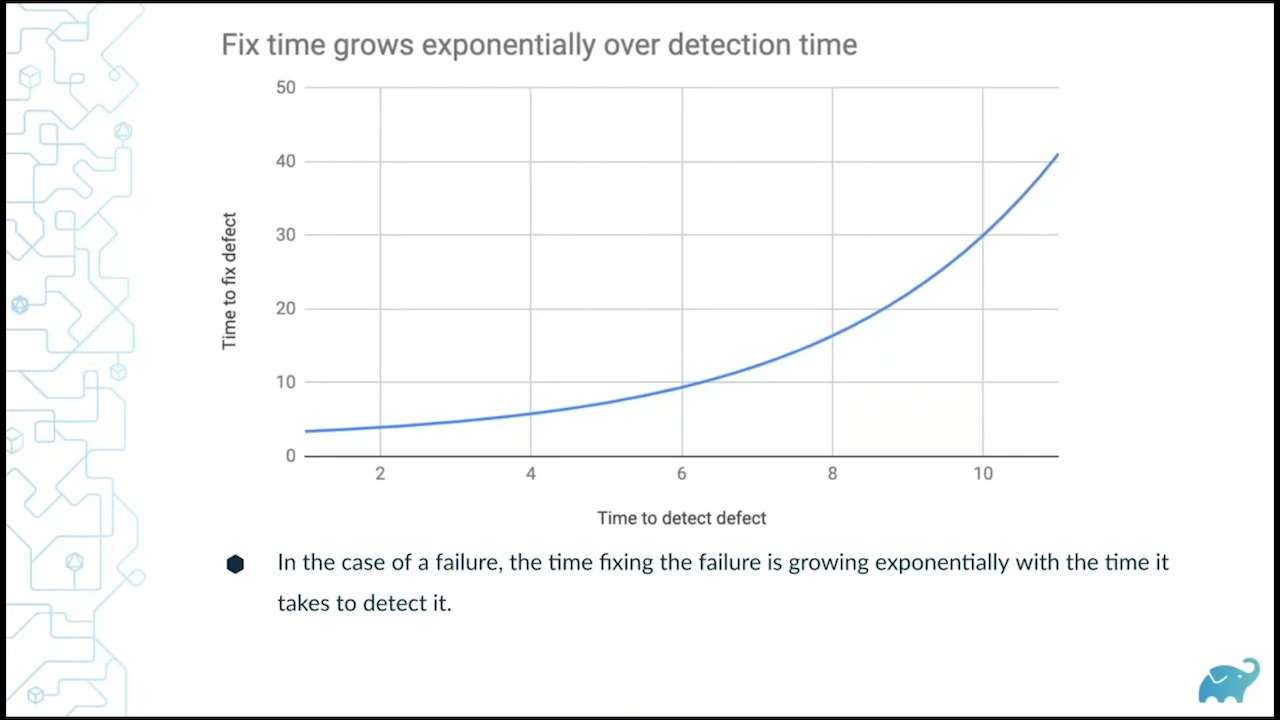 Fix time grows exponentially over detection time
50
40
30
20
10
0
Time to fix defect
2 4 6 8 10
Time to detect defect
In the case of a failure, the time fixing the failure is growing exponentially with the time it
takes to detect it.